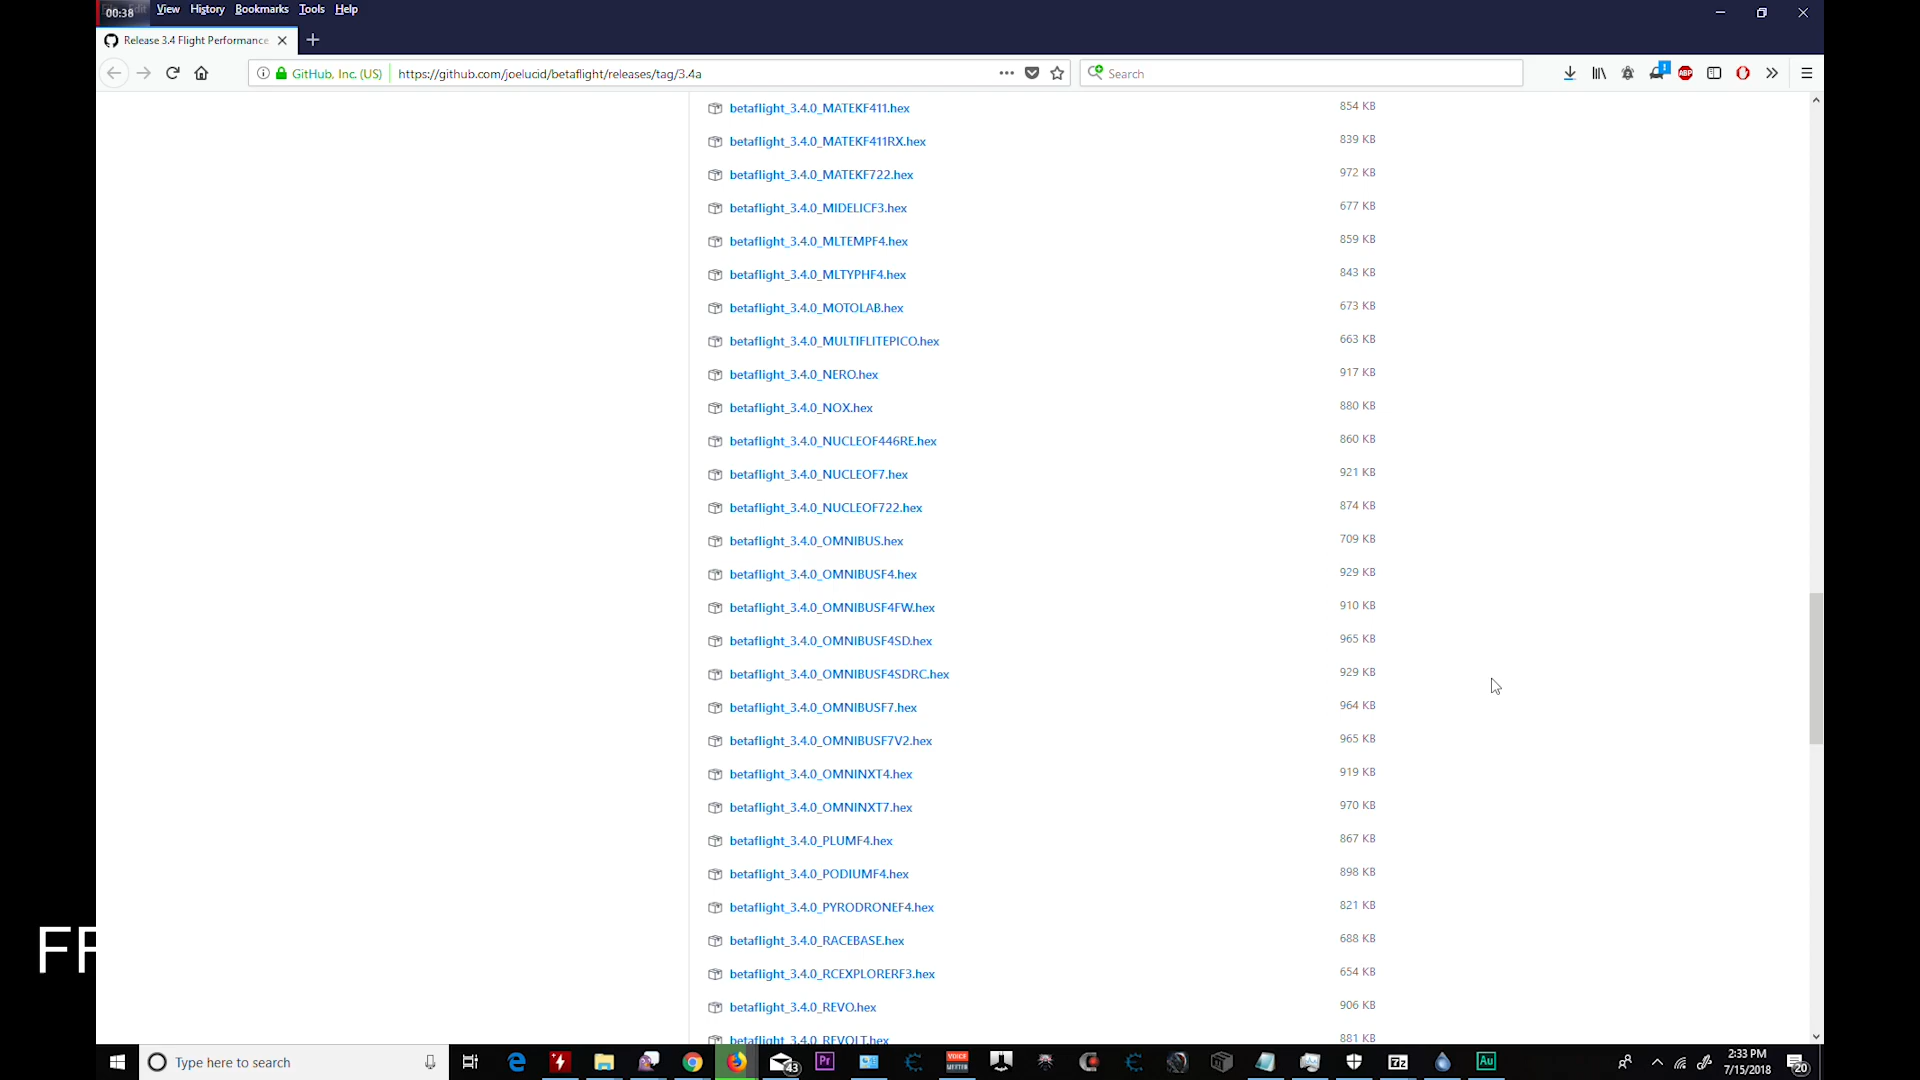 00:38
View History Bookmarks Tools Help
Release 3.4 Flight Performance
GitHub, Inc. (US) https://github.com/joelucid/betaflight/releases/tag/3.4a Search
betaflight_3.4.0_MATEKF411.hex 854 KB
betaflight_3.4.0_MATEKF411RX.hex 839 KB
betaflight_3.4.0_MATEKF722.hex 972 KB
betaflight_3.4.0_MIDELICF3.hex 677 KB
betaflight_3.4.0_MLTEMPF4.hex 859 KB
betaflight_3.4.0_MLTYPHF4.hex 843 KB
betaflight_3.4.0_MOTOLAB.hex 673 KB
betaflight_3.4.0_MULTIFLITEPICO.hex 663 KB
betaflight_3.4.0_NERO.hex 917 KB
betaflight_3.4.0_NOX.hex 880 KB
betaflight_3.4.0_NUCLEOF446RE.hex 860 KB
betaflight_3.4.0_NUCLEOF7.hex 921 KB
betaflight_3.4.0_NUCLEOF722.hex 874 KB
betaflight_3.4.0_OMNIBUS.hex 709 KB
betaflight_3.4.0_OMNIBUSF4.hex 929 KB
betaflight_3.4.0_OMNIBUSF4FW.hex 910 KB
betaflight_3.4.0_OMNIBUSF4SD.hex 965 KB
betaflight_3.4.0_OMNIBUSF4SDRC.hex 929 KB
betaflight_3.4.0_OMNIBUSF7.hex 964 KB
betaflight_3.4.0_OMNIBUSF7V2.hex 965 KB
betaflight_3.4.0_OMNINXT4.hex 919 KB
betaflight_3.4.0_OMNINXT7.hex 970 KB
betaflight_3.4.0_PLUMF4.hex 867 KB
betaflight_3.4.0_PODIUMF4.hex 898 KB
betaflight_3.4.0_PYRODRONEF4.hex 821 KB
betaflight_3.4.0_RACEBASE.hex 688 KB
betaflight_3.4.0_RCEXPLORERF3.hex 654 KB
betaflight_3.4.0_REVO.hex 906 KB
betaflight_3.4.0_REVOLT.hex 881 KB
Type here to search
43
Pr
7z
Au
2:33 PM
7/15/2018
20
ABP